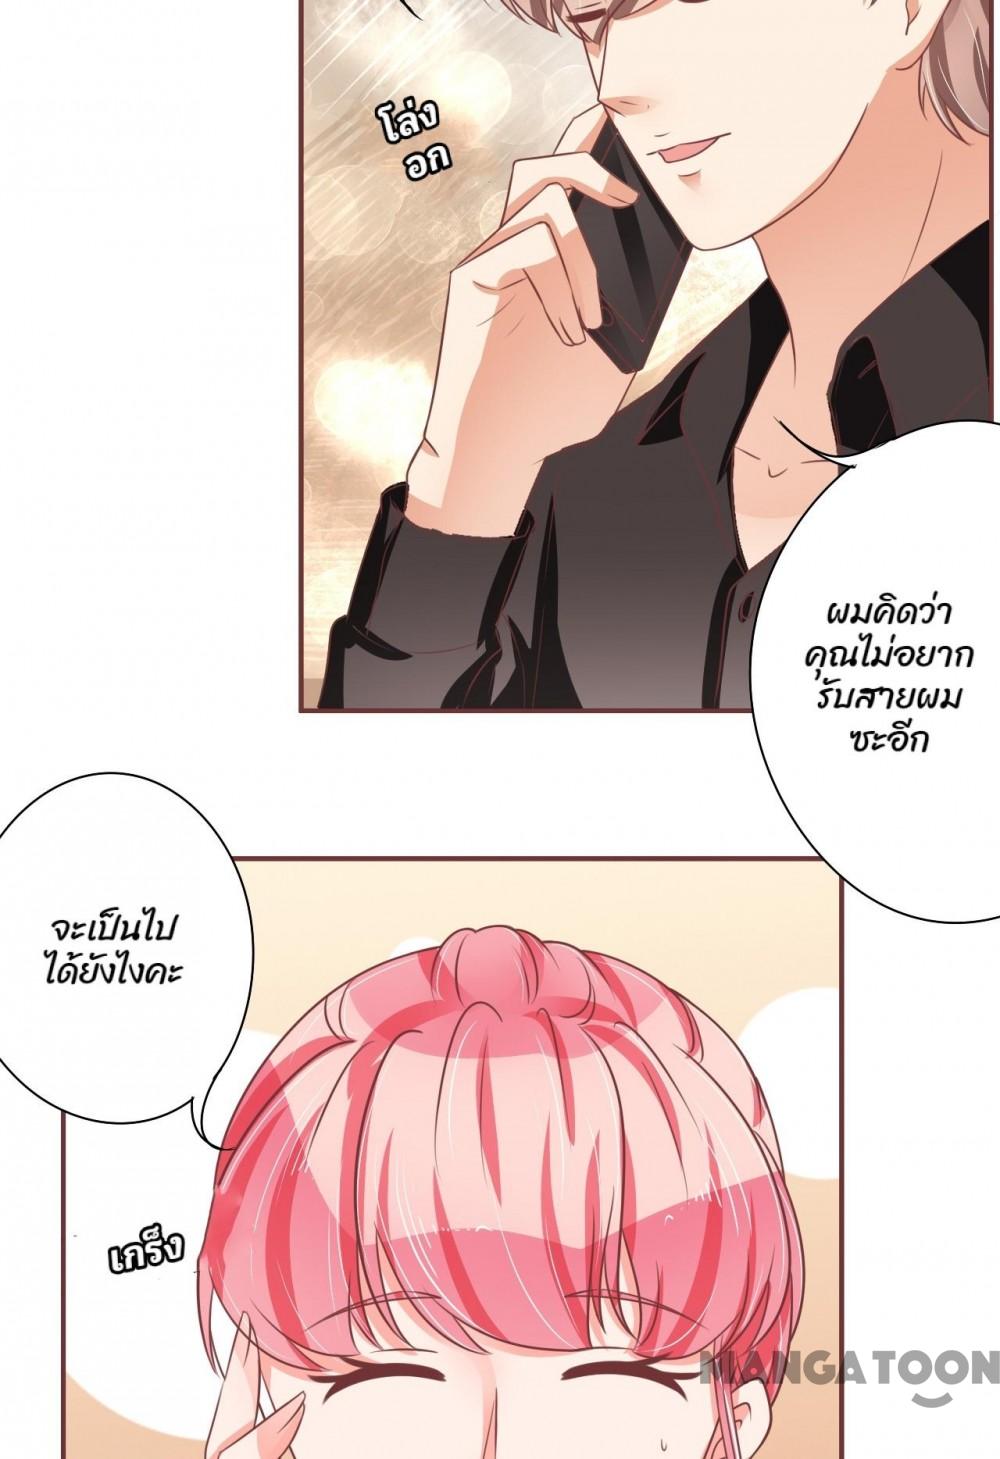 โล่ง
อก
ผมคิดว่า
คุณไม่อยาก
รับสายผม
ซะอีก
จะเป็นไป
ได้ยังไงคะ
เกร็ง
MANGATOON